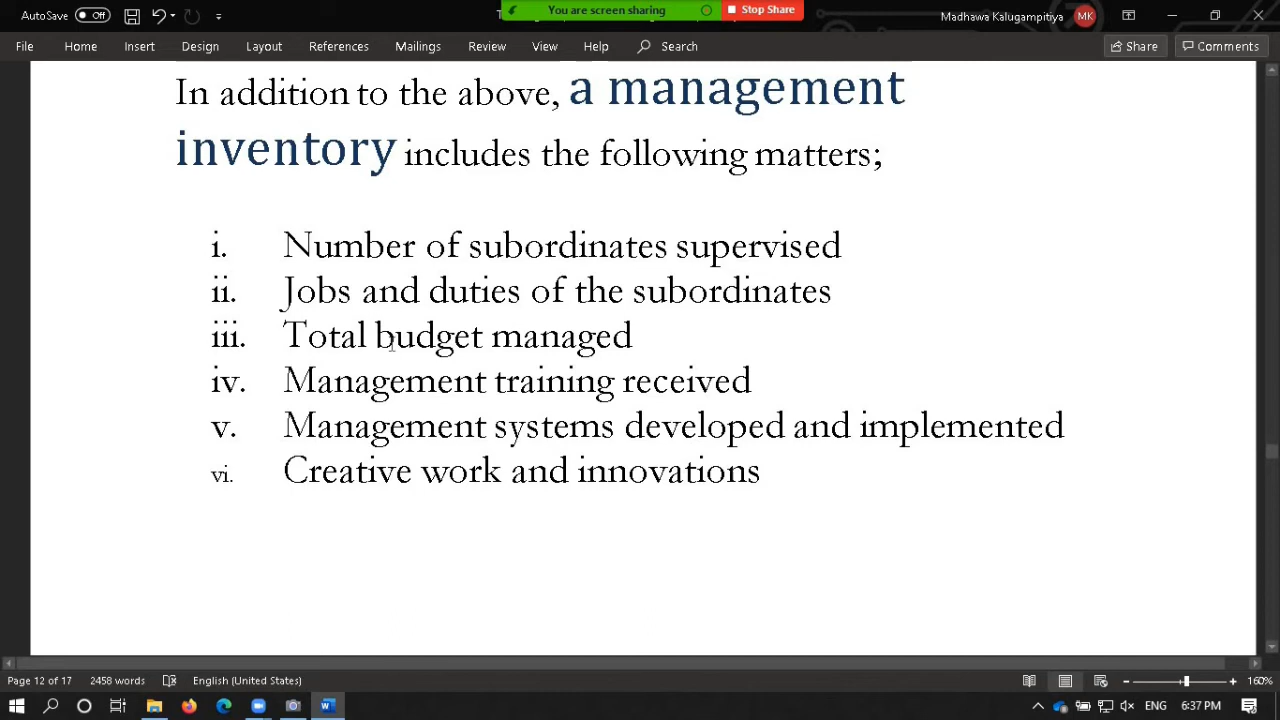 AutoSave Off You are screen sharing Stop Share Madhawa Kalugampitiya MK
File Home Insert Design Layout References Mailings Review View Help Search Share Comments
In addition to the above, a management
inventory includes the following matters;
i. Number of subordinates supervised
ii. Jobs and duties of the subordinates
iii. Total budget managed
iv. Management training received
v. Management systems developed and implemented
vi. Creative work and innovations
Page 12 of 17 2458 words English (United States) 160%
ENG 6:37 PM